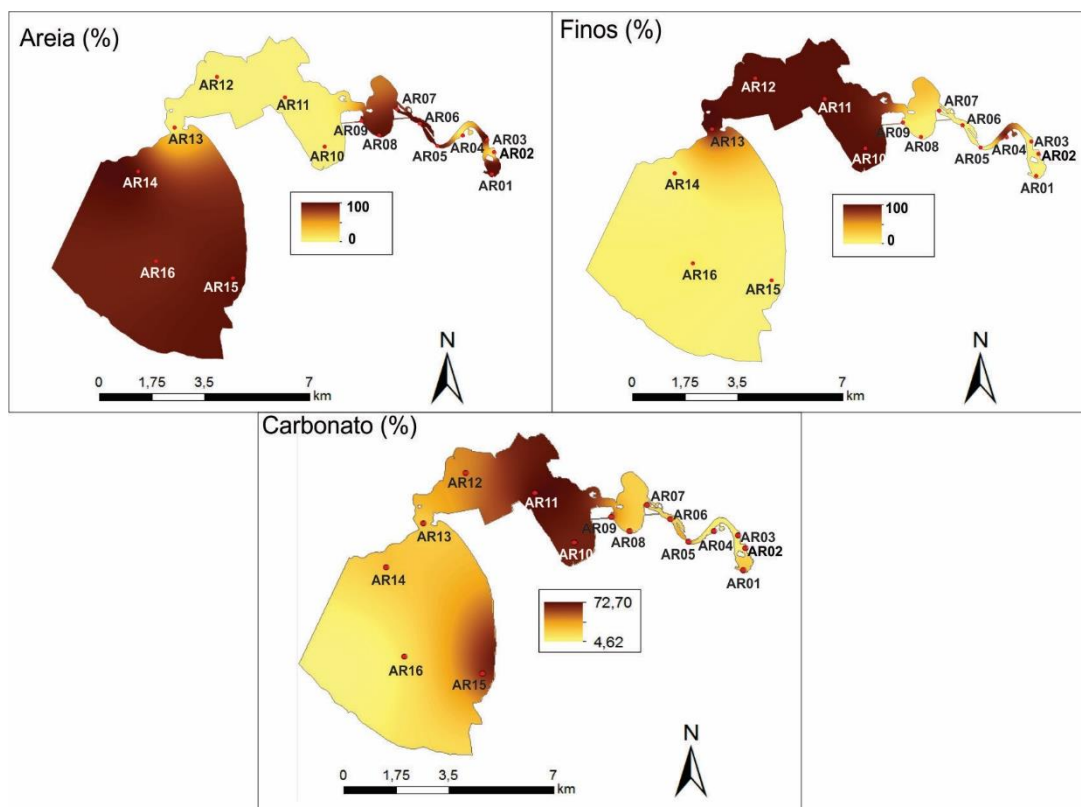 Areia (%)
AR12
AR11
AR07
AR06
AR09
AR08
AR10
AR05
AR04
AR03
AR02
AR01
AR13
AR14
AR16
AR15
100
0
N
0 1,75 3,5 7
km
Finos (%)
AR12
AR11
AR07
AR06
AR09
AR08
AR10
AR05
AR04
AR03
AR02
AR01
AR13
AR14
AR16
AR15
100
0
N
0 1,75 3,5 7
km
Carbonato (%)
AR12
AR11
AR07
AR06
AR09
AR08
AR10
AR05
AR04
AR03
AR02
AR01
AR13
AR14
AR16
AR15
72,70
4,62
N
0 1,75 3,5 7
km